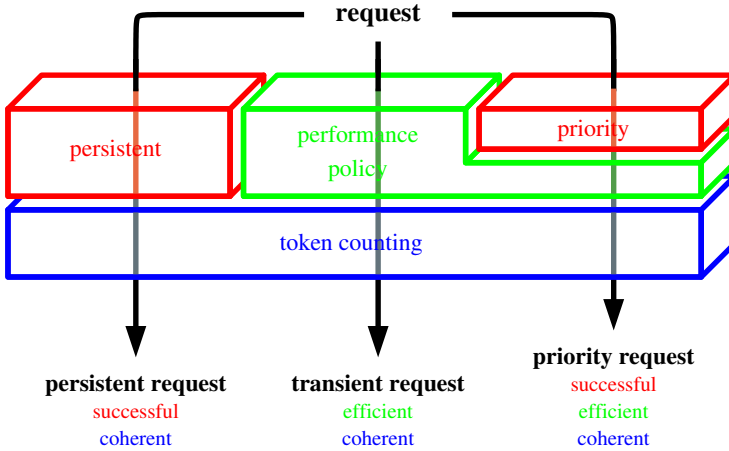 request
persistent
performance
policy
priority
token counting
persistent request
successful
coherent
transient request
efficient
coherent
priority request
successful
efficient
coherent